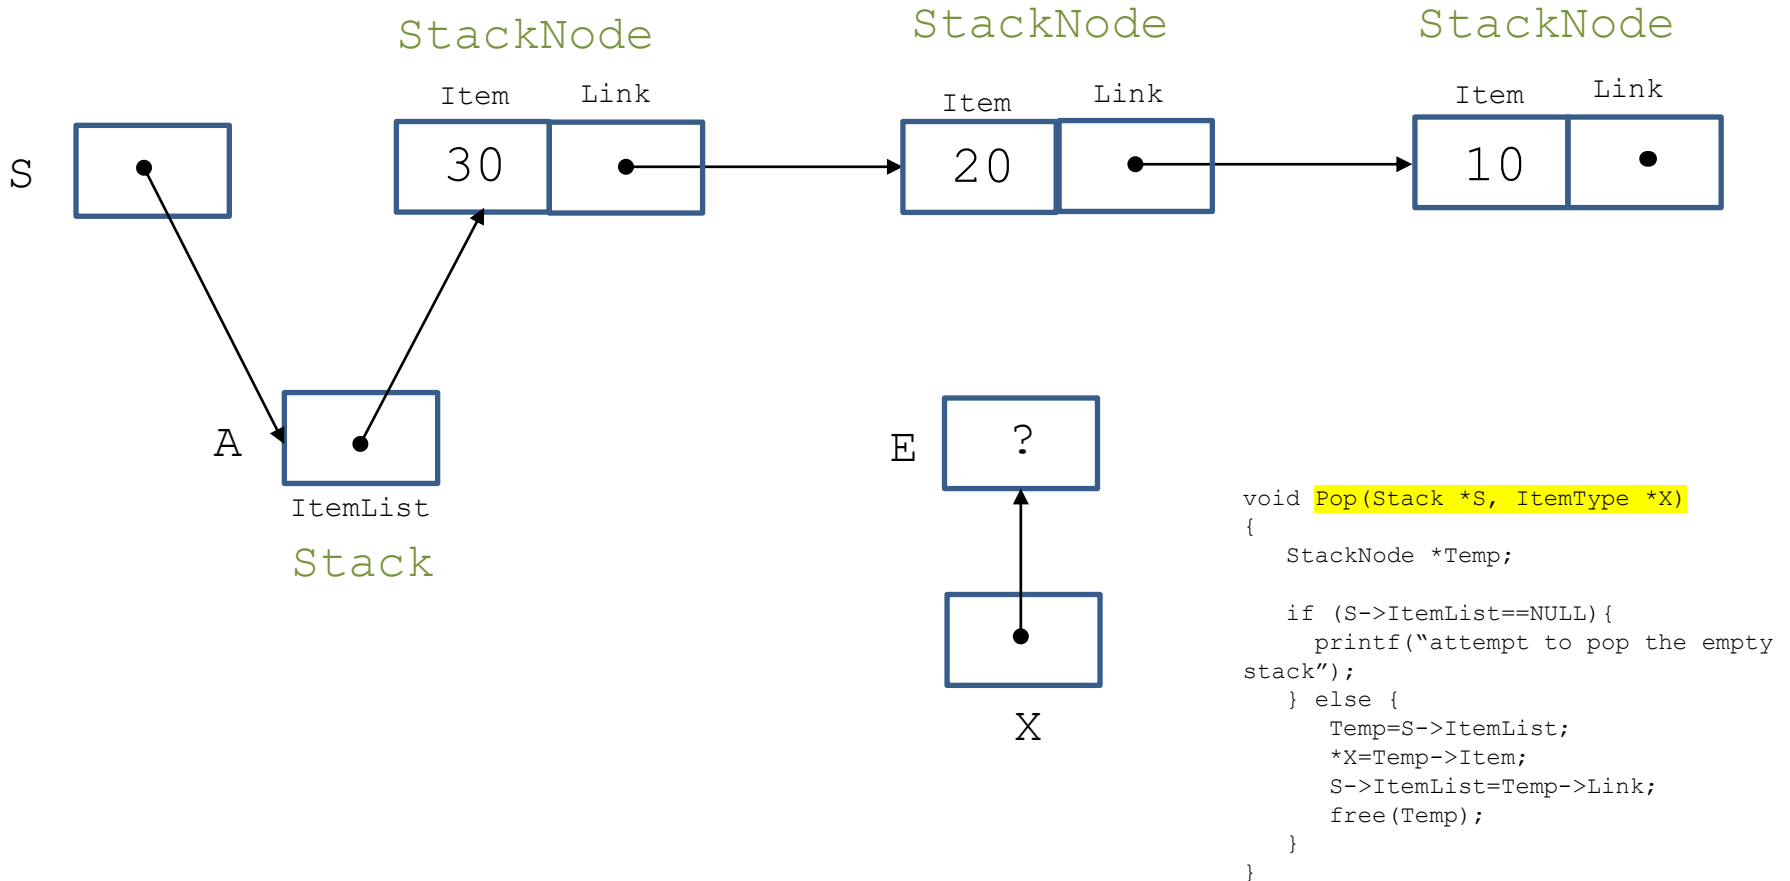 StackNode StackNode StackNode
Item Link Item Link Item Link
S 30 20 10
A E ?
ItemList
Stack
X
void Pop(Stack *S, ItemType *X)
{
   StackNode *Temp;
   if (S->ItemList==NULL){
     printf(“attempt to pop the empty
stack”);
   } else {
      Temp=S->ItemList;
      *X=Temp->Item;
      S->ItemList=Temp->Link;
      free(Temp);
   }
}